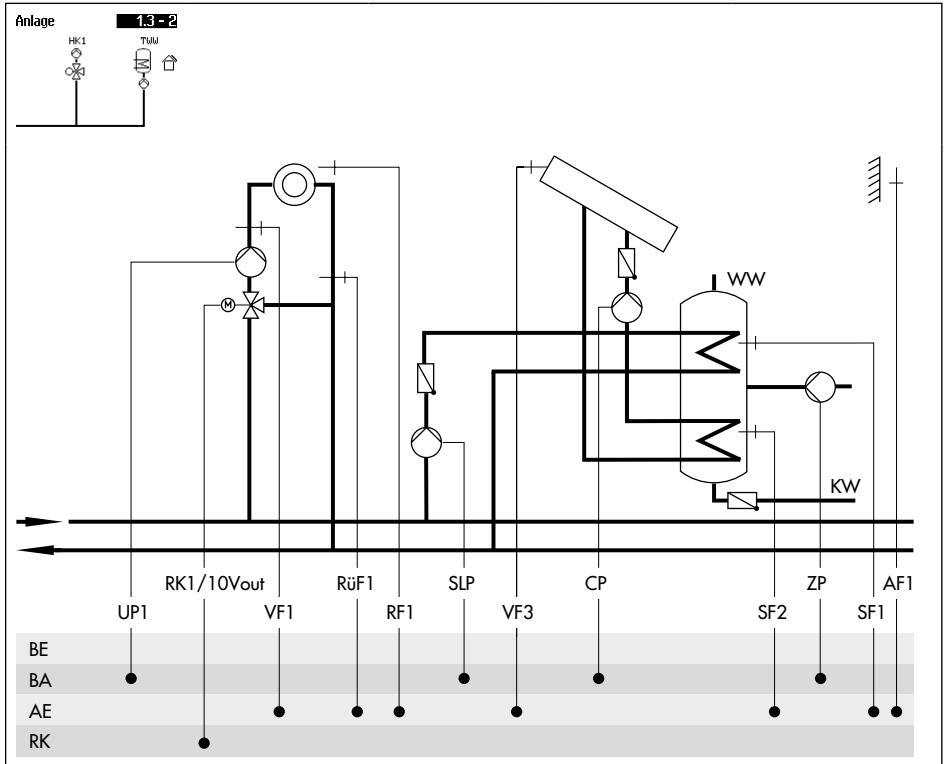 Anlage 1.3 - 2
HK1 TWW
M
WW
KW
RK1/10Vout RüF1 SLP CP ZP AF1
UP1 VF1 RF1 VF3 SF2 SF1
BE
BA
AE
RK